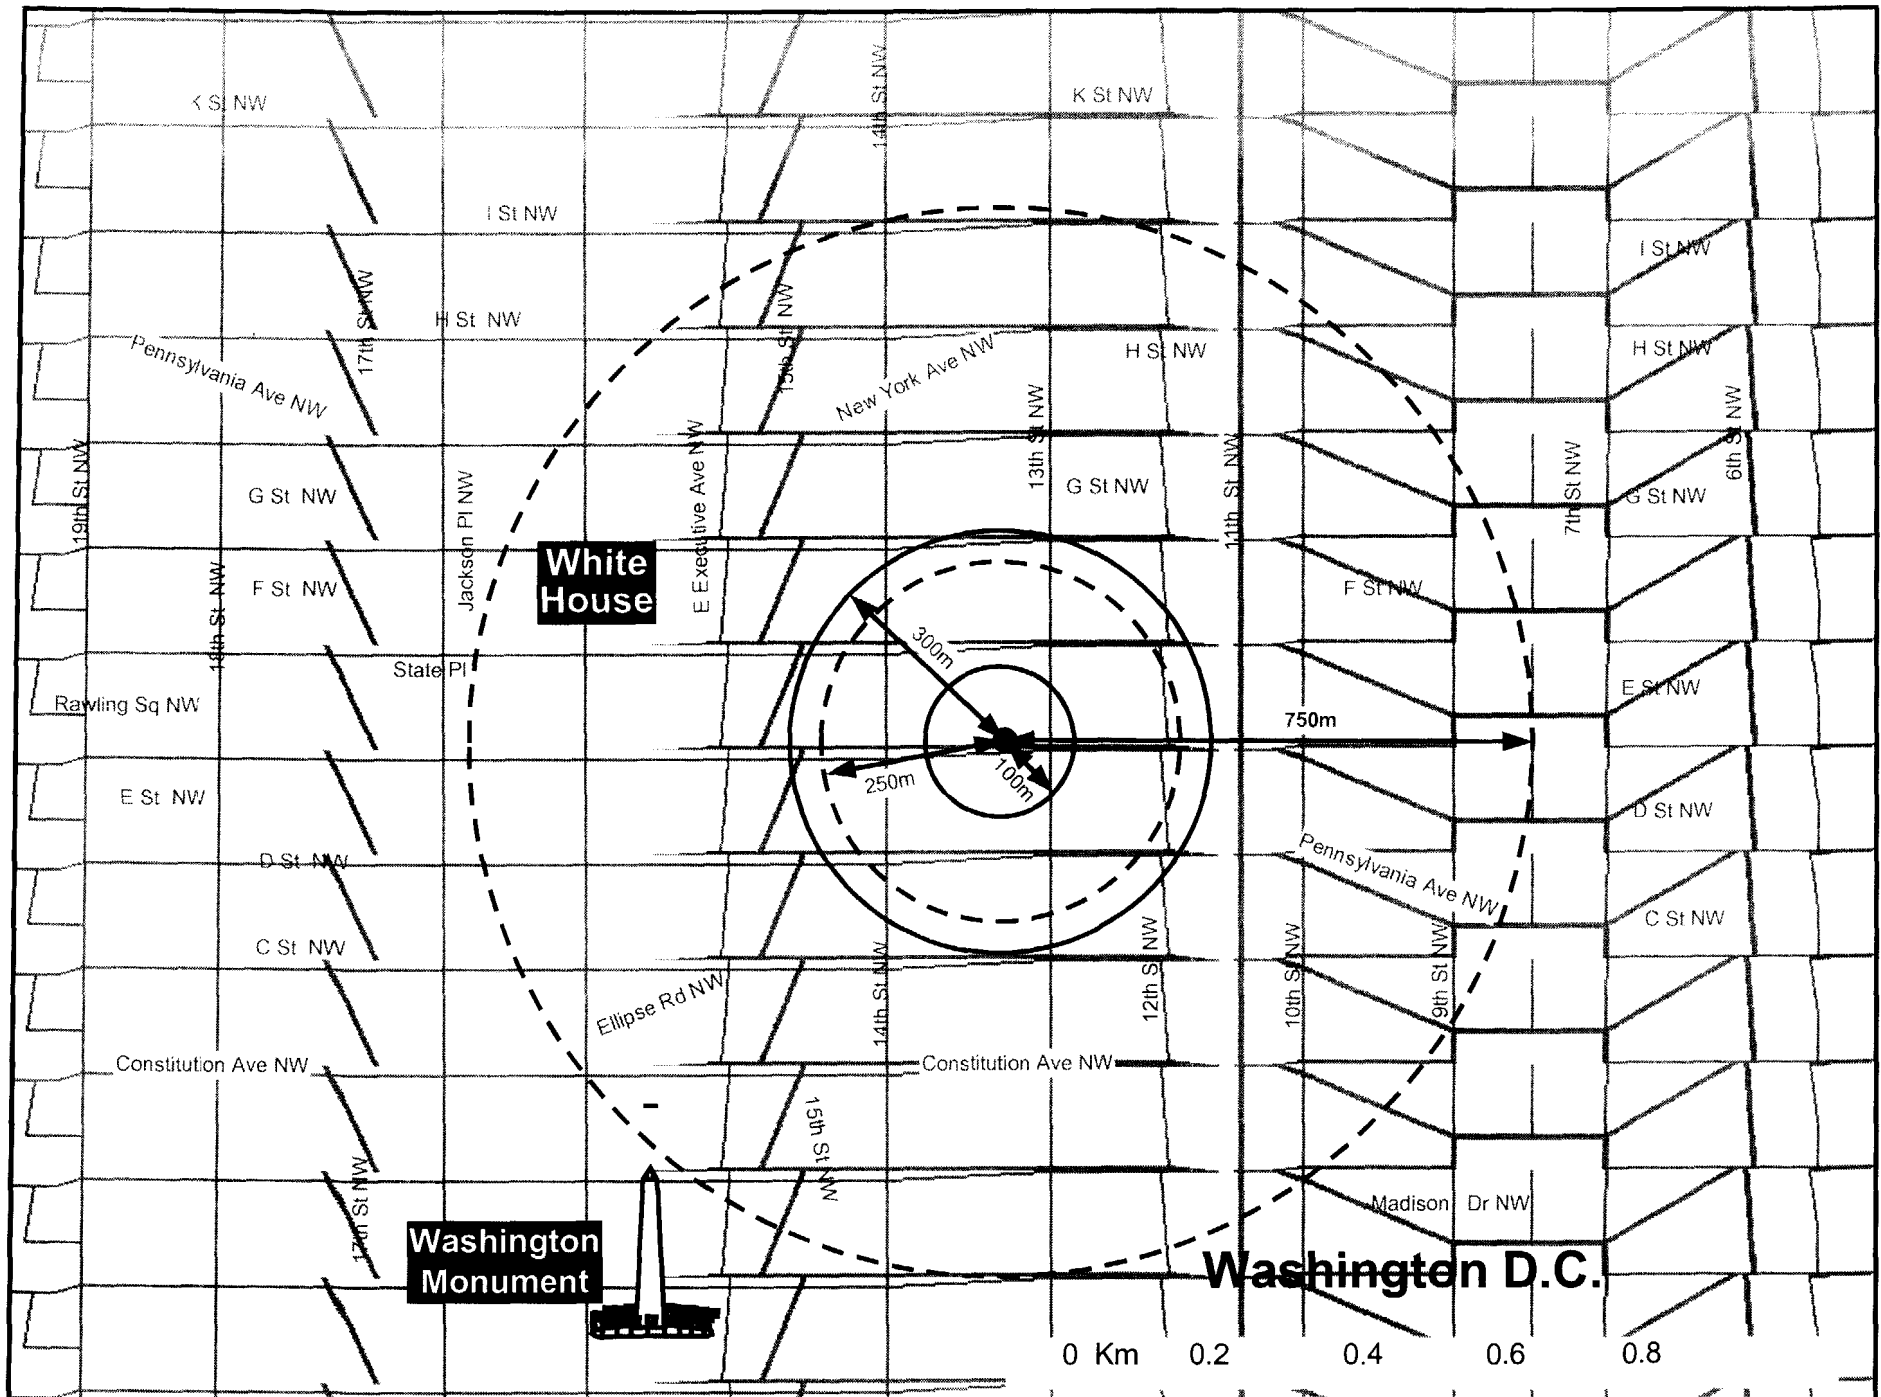 K St NW
14th St NW
K St NW
I St NW
I St NW
17th St NW
H St NW
15th St NW
H St NW
H St NW
Pennsylvania Ave NW
New York Ave NW
13th St NW
6th St NW
19th St NW
G St NW
Jackson Pl NW
E Executive Ave NW
G St NW
11th St NW
7th St NW
G St NW
White
House
F St NW
F St NW
18th St NW
300m
State Pl
E St NW
Rawling Sq NW
750m
250m
100m
E St NW
D St NW
D St NW
Pennsylvania Ave NW
C St NW
C St NW
14th St NW
12th St NW
10th St NW
9th St NW
Ellipse Rd NW
Constitution Ave NW
Constitution Ave NW
15th St NW
17th St NW
Madison Dr NW
Washington
Monument
Washington D.C.
0 Km 0.2 0.4 0.6 0.8